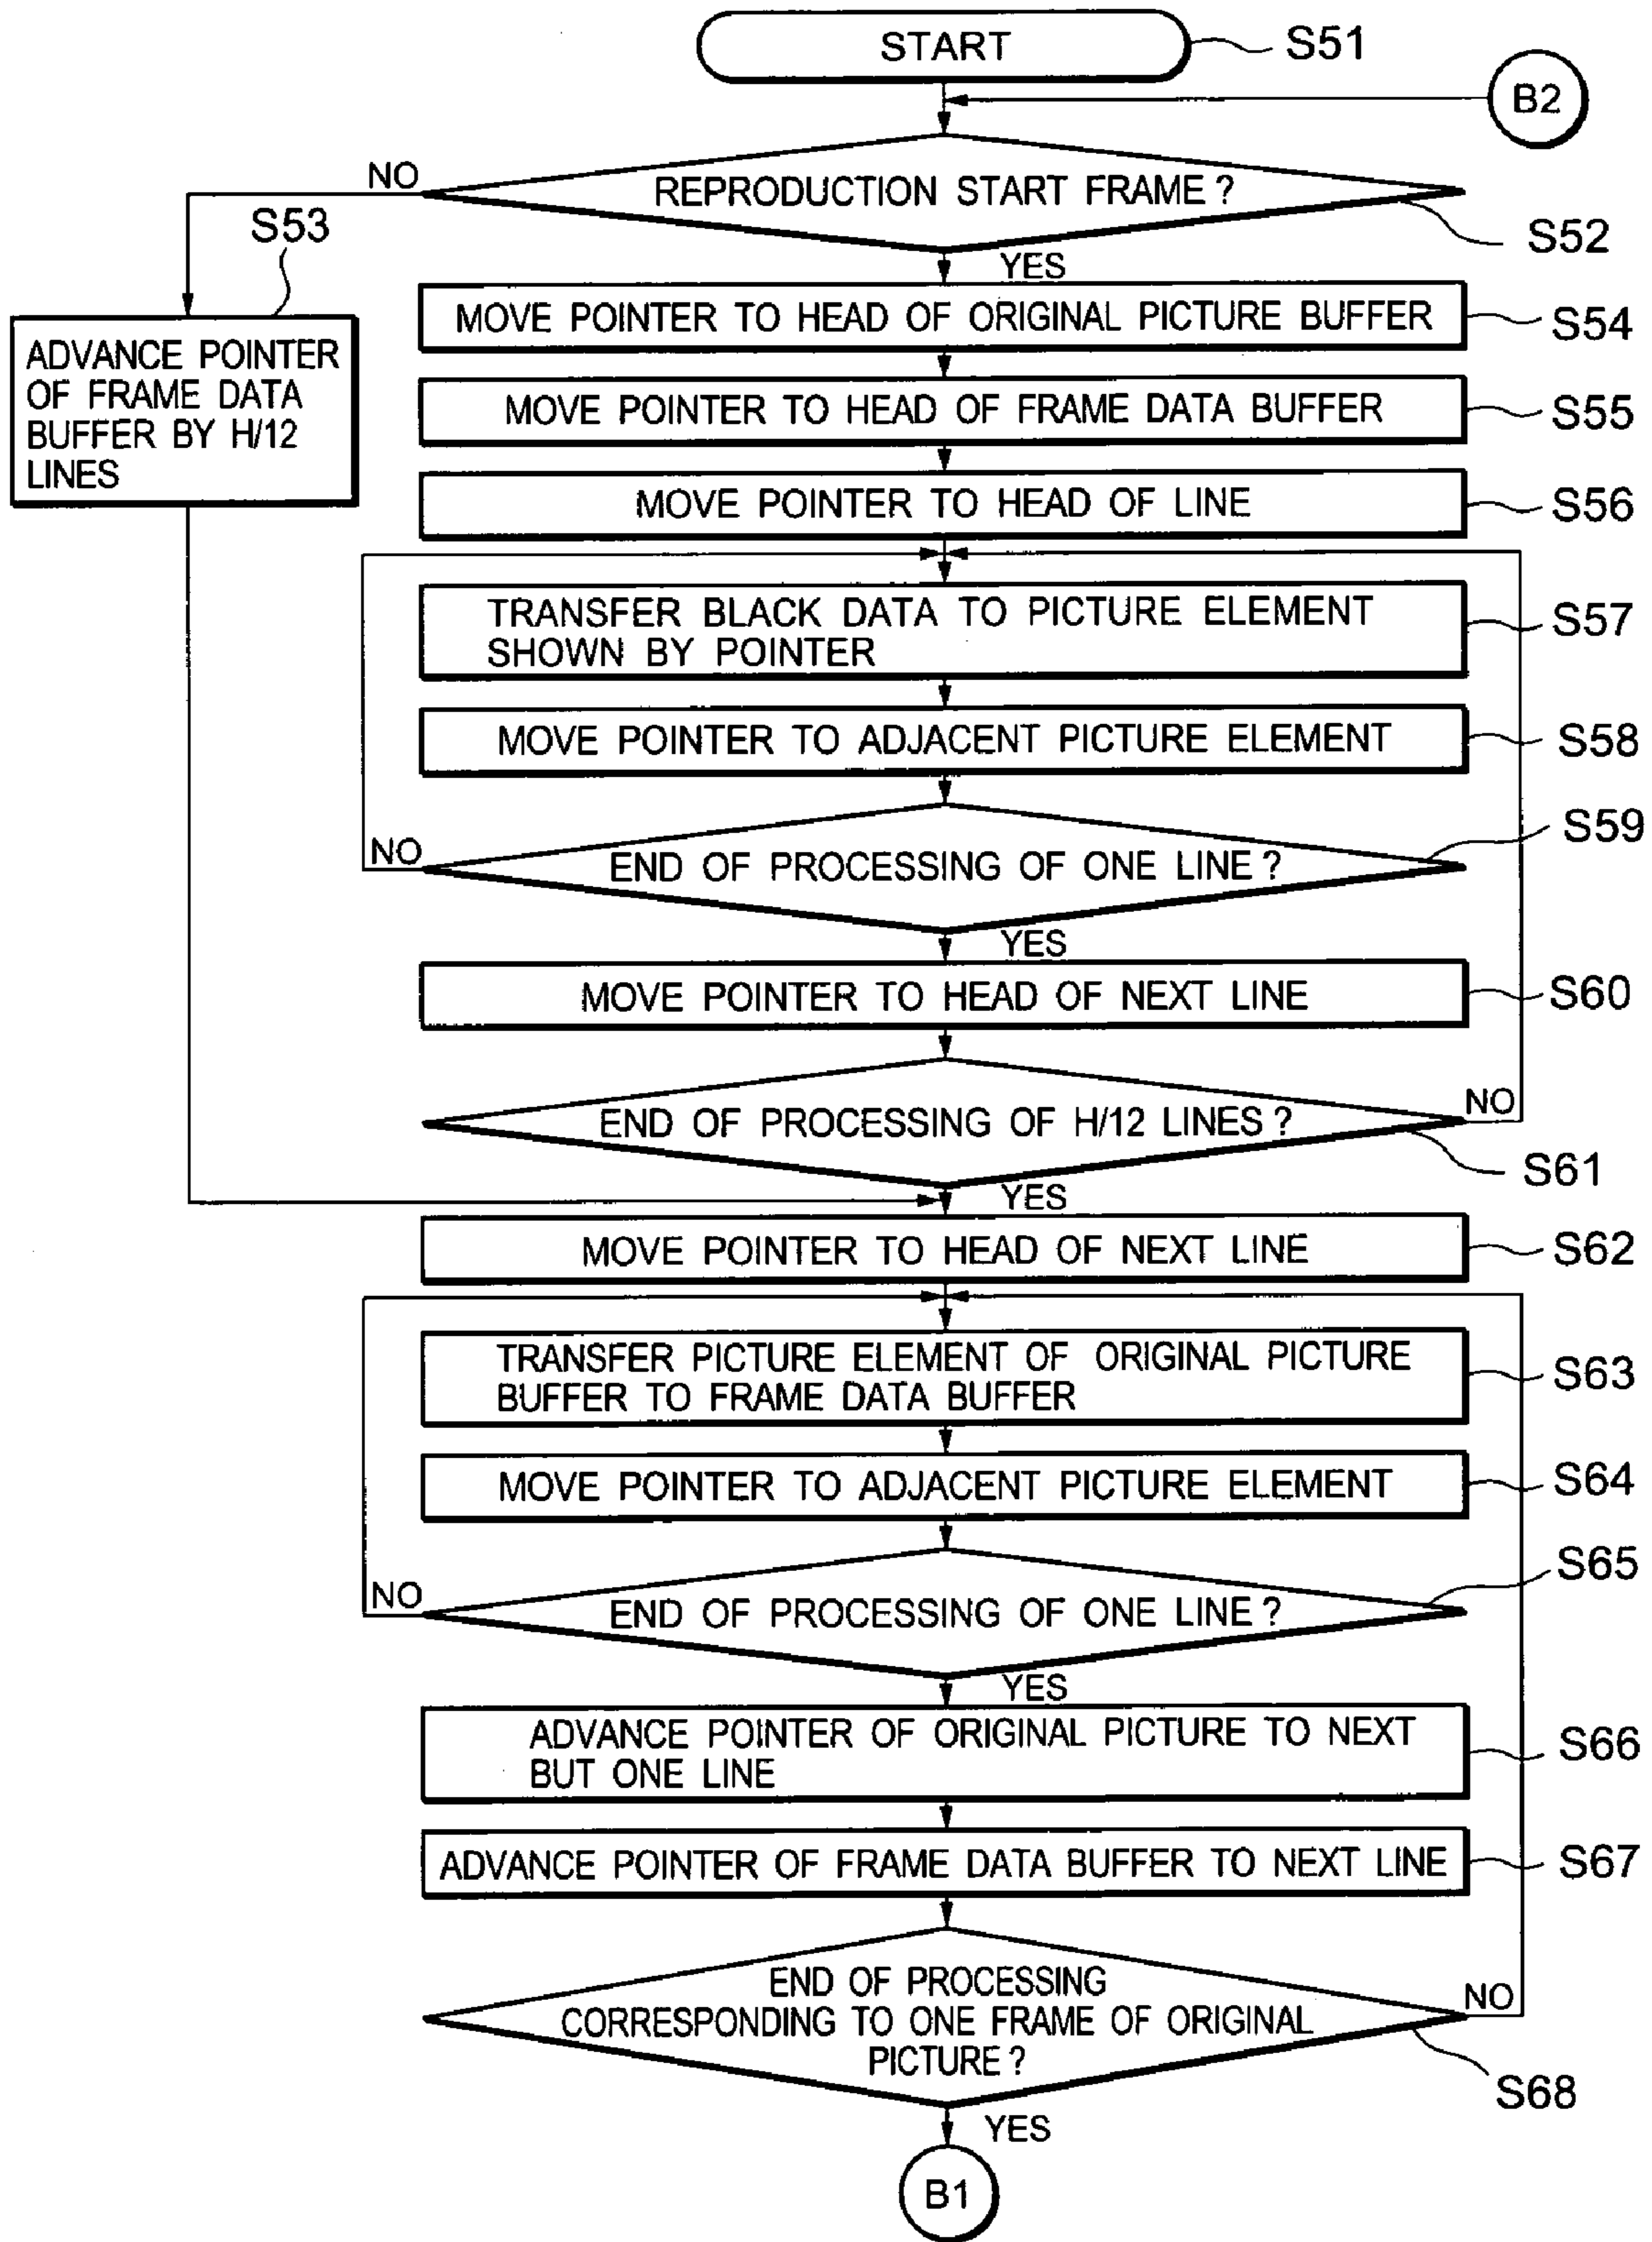 START
S51
B2
NO
REPRODUCTION START FRAME?
S53
S52
YES
MOVE POINTER TO HEAD OF ORIGINAL PICTURE BUFFER
S54
ADVANCE POINTER
OF FRAME DATA
BUFFER BY H/12
LINES
MOVE POINTER TO HEAD OF FRAME DATA BUFFER
S55
MOVE POINTER TO HEAD OF LINE
S56
TRANSFER BLACK DATA TO PICTURE ELEMENT
SHOWN BY POINTER
S57
MOVE POINTER TO ADJACENT PICTURE ELEMENT
S58
S59
NO
END OF PROCESSING OF ONE LINE?
YES
MOVE POINTER TO HEAD OF NEXT LINE
S60
END OF PROCESSING OF H/12 LINES?
NO
S61
YES
MOVE POINTER TO HEAD OF NEXT LINE
S62
TRANSFER PICTURE ELEMENT OF ORIGINAL PICTURE
BUFFER TO FRAME DATA BUFFER
S63
MOVE POINTER TO ADJACENT PICTURE ELEMENT
S64
S65
NO
END OF PROCESSING OF ONE LINE?
YES
ADVANCE POINTER OF ORIGINAL PICTURE TO NEXT
BUT ONE LINE
S66
ADVANCE POINTER OF FRAME DATA BUFFER TO NEXT LINE
S67
END OF PROCESSING
CORRESPONDING TO ONE FRAME OF ORIGINAL
PICTURE?
NO
S68
YES
B1